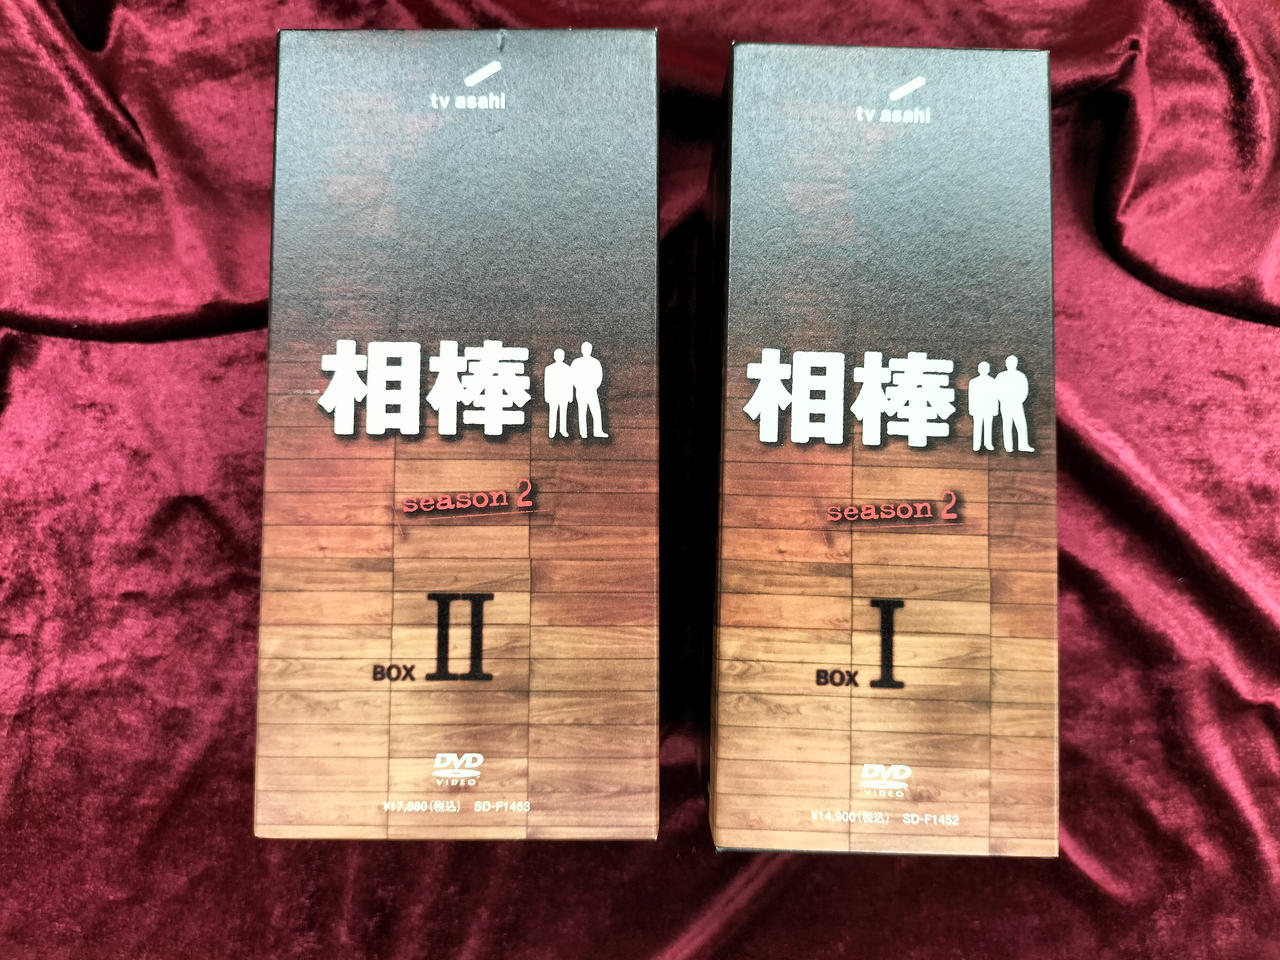 tv asahi
相棒
season 2
BOX II
DVD
VIDEO
¥17,880(税込) SD-F1453
tv asahi
相棒
season 2
BOX I
DVD
VIDEO
¥14,900(税込) SD-F1452